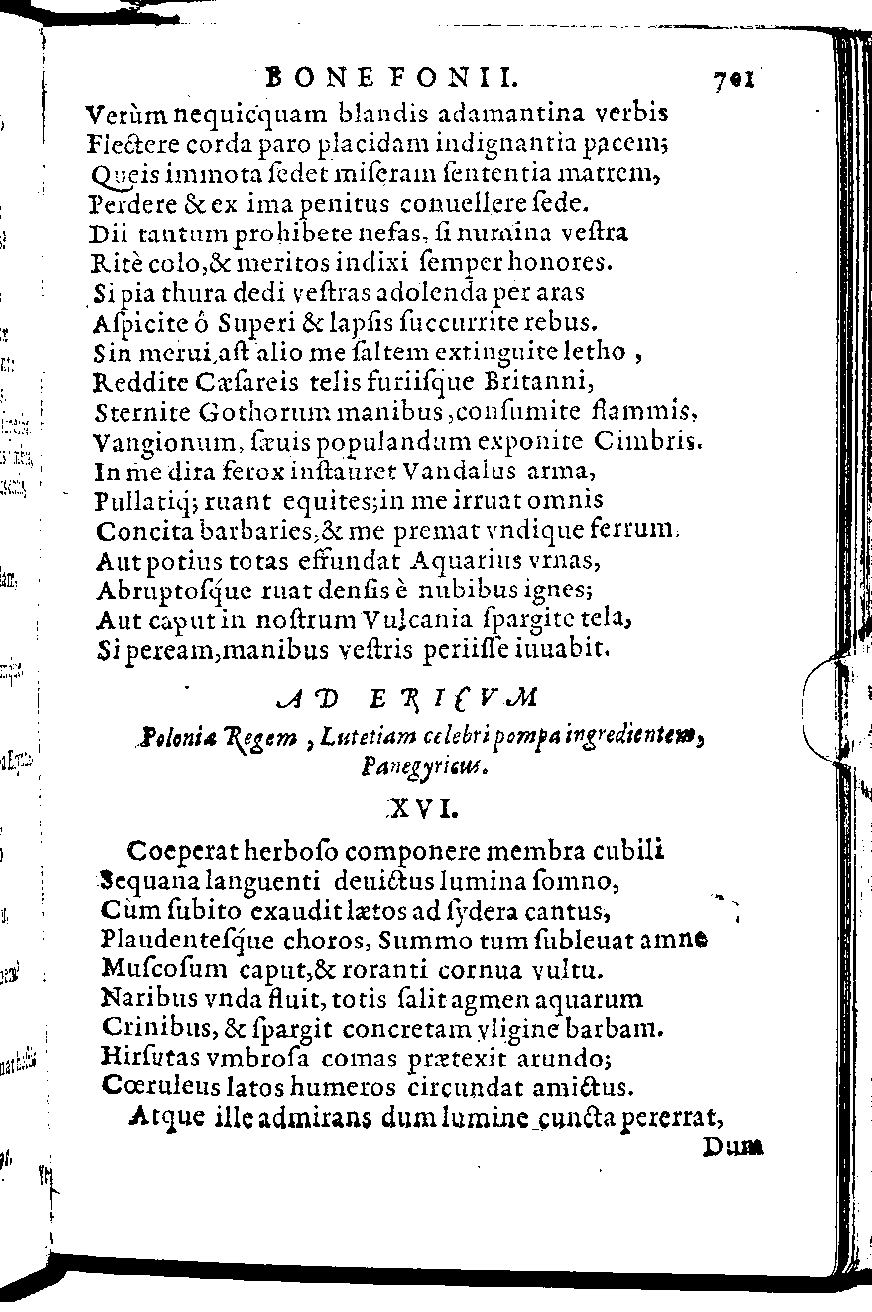 BONEFONII. 701
Verùm nequicquam blandis adamantina verbis
Flectere corda paro placidam indignantia pacem;
Queis immota ſedet miſeram ſententia matrem,
Perdere & ex ima penitus conuellere ſede.
Dii tantum prohibete nefas, ſi numina veſtra
Ritè colo,& meritos indixi ſemper honores.
Si pia thura dedi veſtras adolenda per aras
Aſpicite ô Superi & lapſis ſuccurrite rebus.
Sin merui,aſt alio me ſaltem extinguite letho ,
Reddite Cæſareis telis furiiſque Britanni,
Sternite Gothorum manibus,conſumite flammis,
Vangionum, ſæuis populandum exponite Cimbris.
In me dira ferox inſtauret Vandalus arma,
Pullatiq́; ruant equites;in me irruat omnis
Concita barbaries,& me premat vndique ferrum.
Aut potius totas effundat Aquarius vrnas,
Abruptoſq́ue ruat denſis è nubibus ignes;
Aut caput in noſtrum Vulcania ſpargite tela,
Si peream,manibus veſtris periiſſe iuuabit.
AD ERICVM
Poloniæ Regem , Lutetiam celebri pompa ingredientem,
Panegyricus.
XVI.
Coeperat herboſo componere membra cubili
Sequana languenti deuictus lumina ſomno,
Cùm ſubito exaudit lætos ad ſydera cantus,
Plaudenteſq́ue choros, Summo tum ſubleuat amne
Muſcoſum caput,& roranti cornua vultu.
Naribus vnda fluit, totis ſalit agmen aquarum
Crinibus, & ſpargit concretam vligine barbam.
Hirſutas vmbroſa comas prætexit arundo;
Cœruleus latos humeros circundat amictus.
Atque ille admirans dum lumine cuncta pererrat,
Dum